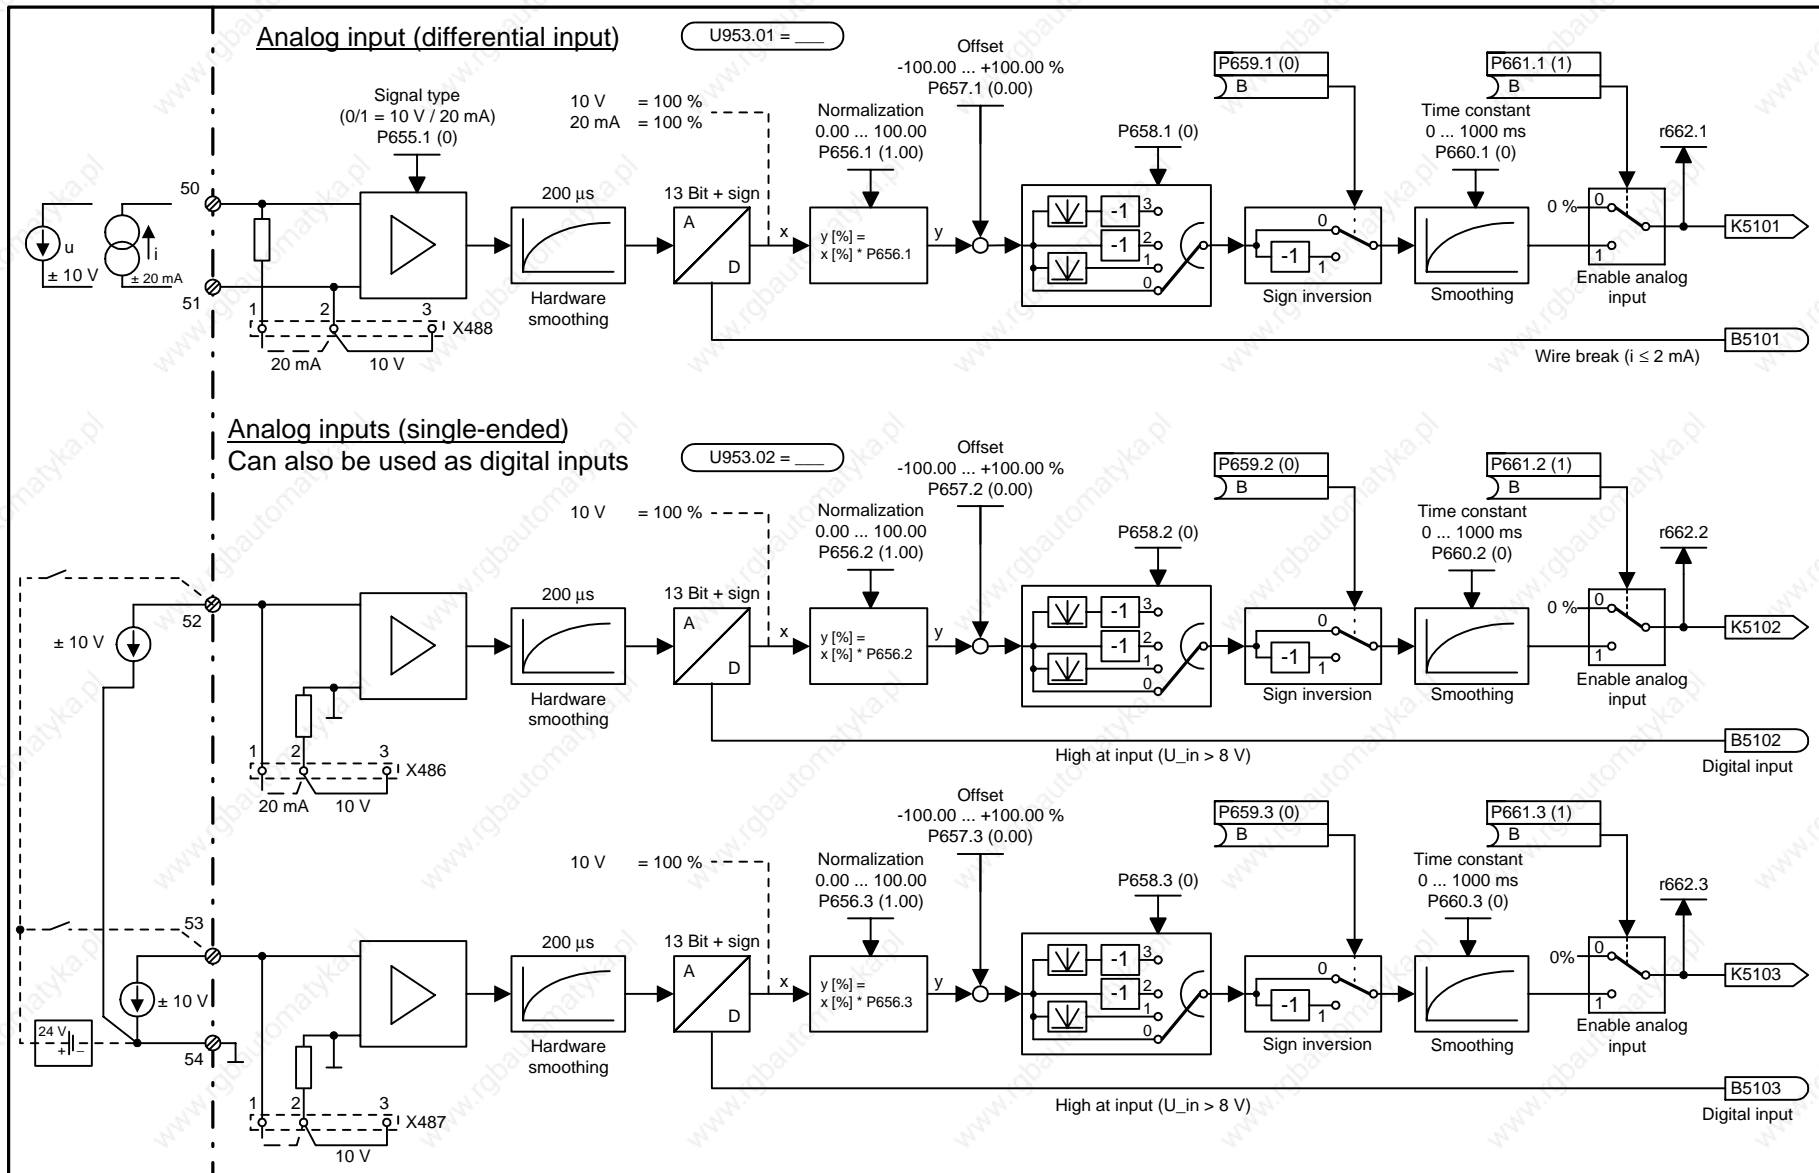 Analog input (differential input)
U953.01 = ___
Signal type
(0/1 = 10 V / 20 mA)
P655.1 (0)
10 V = 100 %
20 mA = 100 %
Normalization
0.00 ... 100.00
P656.1 (1.00)
Offset
-100.00 ... +100.00 %
P657.1 (0.00)
P658.1 (0)
P659.1 (0)
B
Time constant
0 ... 1000 ms
P660.1 (0)
P661.1 (1)
B
r662.1
50
51
u
± 10 V
i
± 20 mA
1
2
3
X488
20 mA
10 V
200 µs
Hardware
smoothing
13 Bit + sign
A
D
x
y [%] =
x [%] * P656.1
y
-1
3
-1
2
1
0
0
-1
1
Sign inversion
Smoothing
0 %
0
1
Enable analog
input
K5101
Wire break (i ≤ 2 mA)
B5101
Analog inputs (single-ended)
Can also be used as digital inputs
U953.02 = ___
10 V = 100 %
Normalization
0.00 ... 100.00
P656.2 (1.00)
Offset
-100.00 ... +100.00 %
P657.2 (0.00)
P658.2 (0)
P659.2 (0)
B
Time constant
0 ... 1000 ms
P660.2 (0)
P661.2 (1)
B
r662.2
52
± 10 V
1
2
3
X486
20 mA
10 V
200 µs
Hardware
smoothing
13 Bit + sign
A
D
x
y [%] =
x [%] * P656.2
y
-1
3
-1
2
1
0
0
-1
1
Sign inversion
Smoothing
0 %
0
1
Enable analog
input
K5102
High at input (U_in > 8 V)
B5102
Digital input
10 V = 100 %
Normalization
0.00 ... 100.00
P656.3 (1.00)
Offset
-100.00 ... +100.00 %
P657.3 (0.00)
P658.3 (0)
P659.3 (0)
B
Time constant
0 ... 1000 ms
P660.3 (0)
P661.3 (1)
B
r662.3
53
± 10 V
24 V
+ -
54
1
2
3
X487
10 V
200 µs
Hardware
smoothing
13 Bit + sign
A
D
x
y [%] =
x [%] * P656.3
y
-1
3
-1
2
1
0
0
-1
1
Sign inversion
Smoothing
0%
0
1
Enable analog
input
K5103
High at input (U_in > 8 V)
B5103
Digital input
www.rgbautomatyka.pl